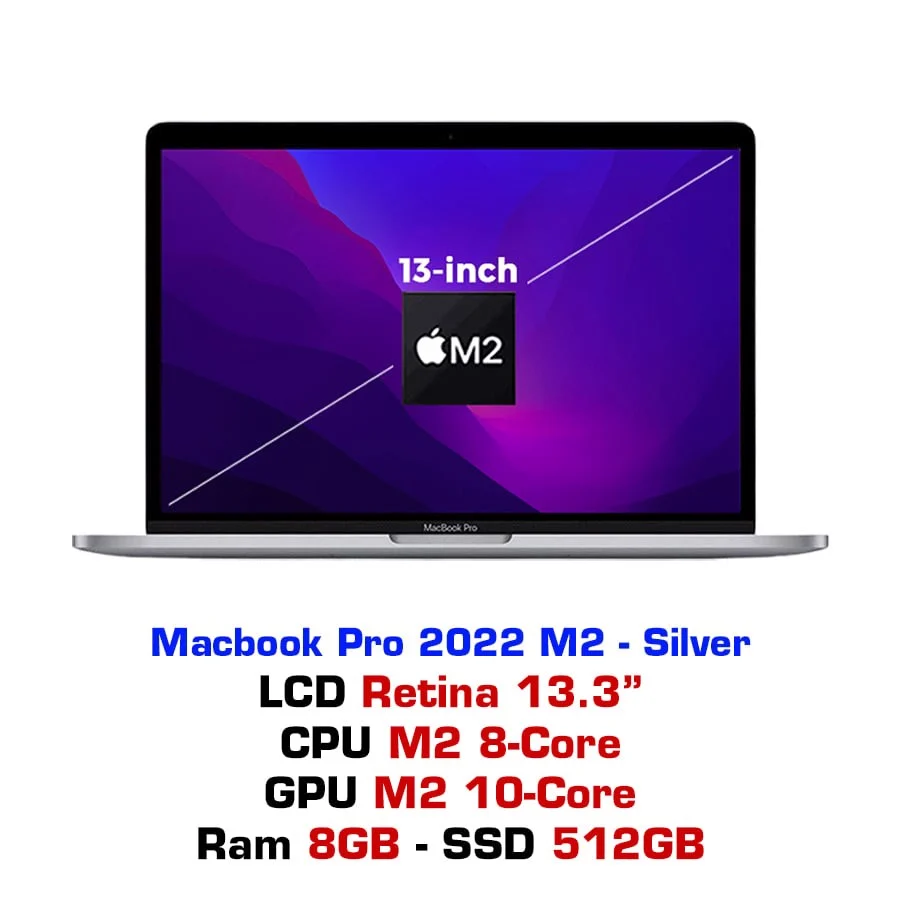 13-inch
M2
MacBook Pro
Macbook Pro 2022 M2 - Silver
LCD Retina 13.3”
CPU M2 8-Core
GPU M2 10-Core
Ram 8GB - SSD 512GB